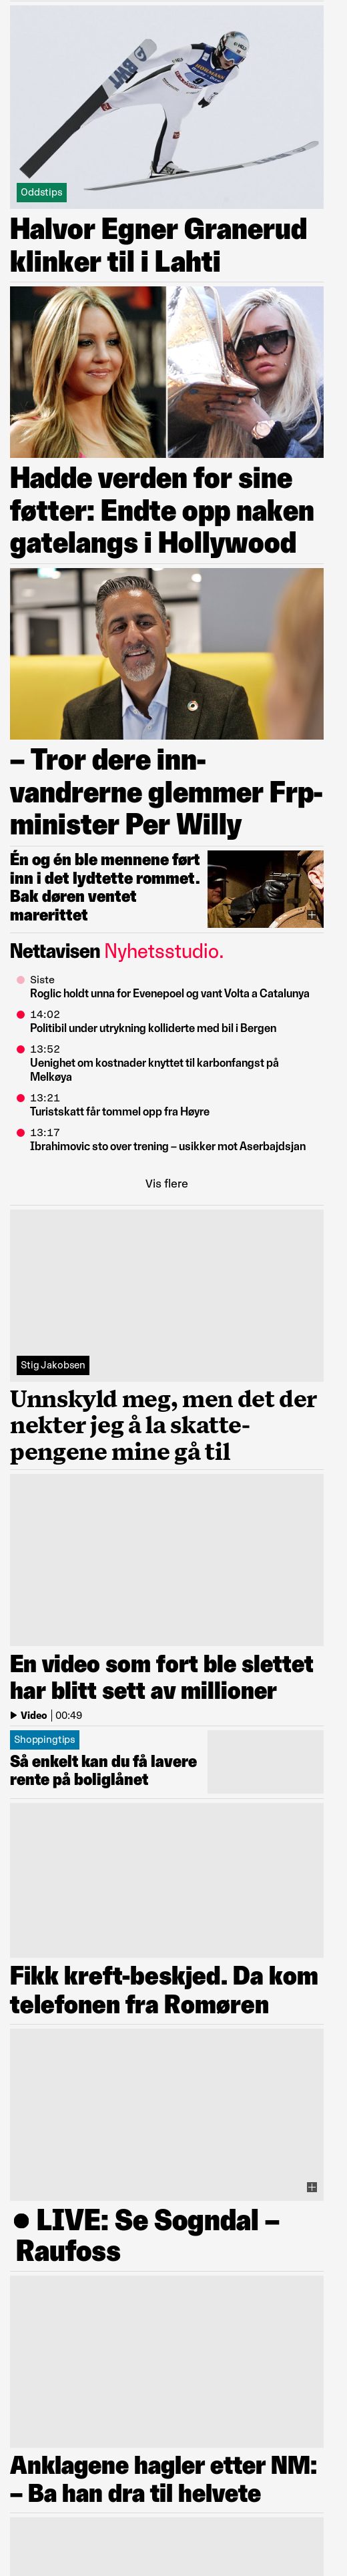 Oddstips
Halvor Egner Granerud
klinker til i Lahti
Hadde verden for sine
føtter: Endte opp naken
gatelangs i Hollywood
– Tror dere inn-
vandrerne glemmer Frp-
minister Per Willy
Én og én ble mennene ført
inn i det lydtette rommet.
Bak døren ventet
marerittet
Nettavisen Nyhetsstudio.
Siste
Roglic holdt unna for Evenepoel og vant Volta a Catalunya
14:02
Politibil under utrykning kolliderte med bil i Bergen
13:52
Uenighet om kostnader knyttet til karbonfangst på
Melkøya
13:21
Turistskatt får tommel opp fra Høyre
13:17
Ibrahimovic sto over trening – usikker mot Aserbajdsjan
Vis flere
Stig Jakobsen
Unnskyld meg, men det der
nekter jeg å la skatte-
pengene mine gå til
En video som fort ble slettet
har blitt sett av millioner
Video | 00:49
Shoppingtips
Så enkelt kan du få lavere
rente på boliglånet
Fikk kreft-beskjed. Da kom
telefonen fra Romøren
● LIVE: Se Sogndal –
Raufoss
Anklagene hagler etter NM:
– Ba han dra til helvete